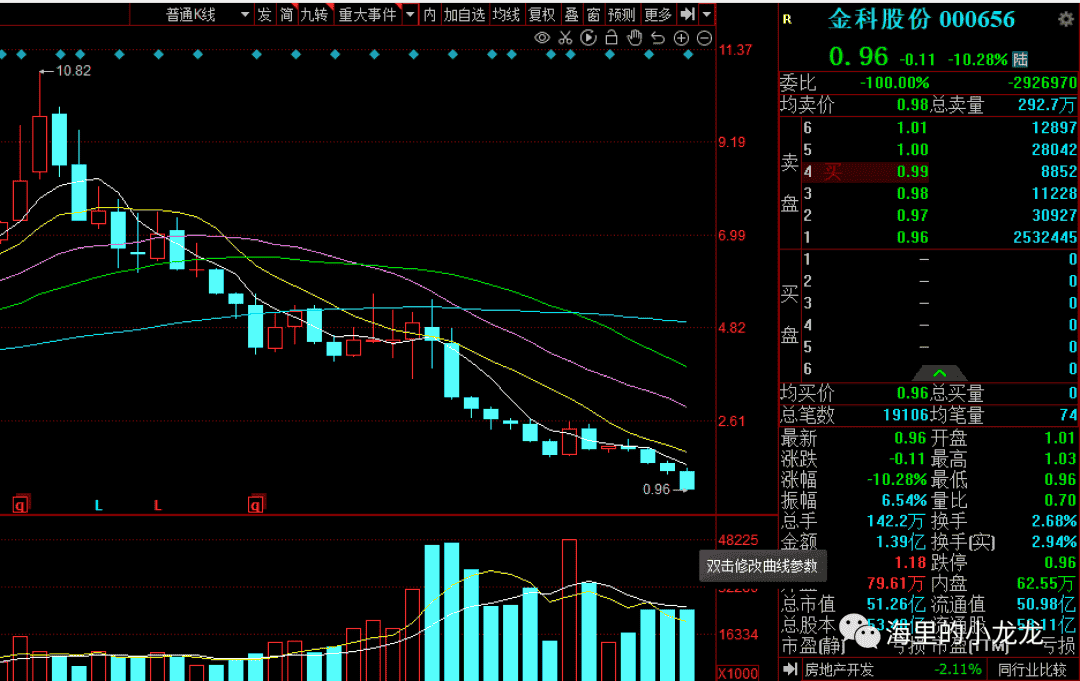 普通K线 发 简 九转 重大事件 内 加自选 均线 复权 叠 窗 预测 更多
R 金科股份 000656
0.96 -0.11 -10.28% 陆
委比 -100.00% -2926970
均卖价 0.98 总卖量 292.7万
卖盘
6 1.01 12897
5 1.00 28042
4 买 0.99 8852
3 0.98 11228
2 0.97 30927
1 0.96 2532445
买盘
1 — 0
2 — 0
3 — 0
4 — 0
5 — 0
6 0
均买价 0.96 总买量 0
总笔数 19106 均笔量 74
最新 0.96 开盘 1.01
涨跌 -0.11 最高 1.03
涨幅 -10.28% 最低 0.96
振幅 6.54% 量比 0.70
总手 142.2万 换手 2.68%
金额 1.39亿 换手(实) 2.94%
1.18 跌停 0.96
外盘 79.61万 内盘 62.55万
总市值 51.26亿 流通值 50.98亿
总股本 流通股
市盈(静) 亏损 市盈(TTM) 亏损
房地产开发 -2.11% 同行业比较
11.37
10.82
9.19
6.99
4.82
2.61
0.96
q L L q
48225
双击修改曲线参数
16334
X1000
海里的小龙龙